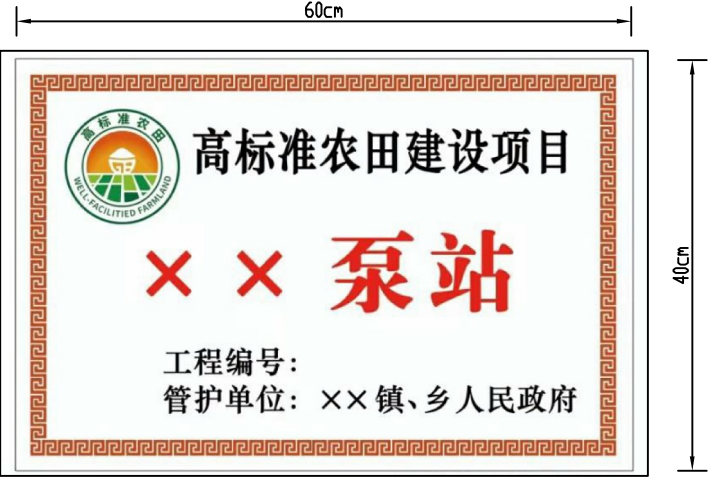 60cm
高标准农田
WELL-FACILITIED FARMLAND
高标准农田建设项目
××泵站
40cm
工程编号：
管护单位：××镇、乡人民政府